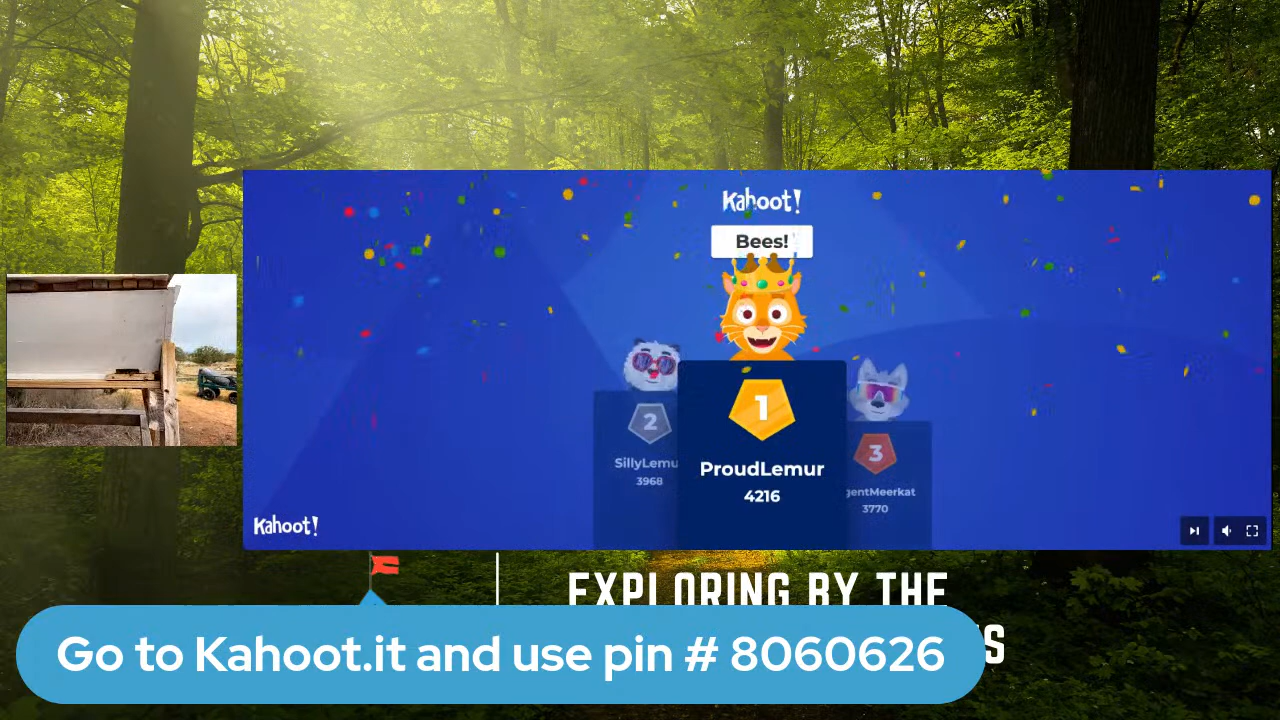 Kahoot!
Bees!
1
ProudLemur
4216
2
SillyLemu
3968
3
gentMeerkat
3770
Kahoot!
EXPLORING BY THE
S
Go to Kahoot.it and use pin # 8060626